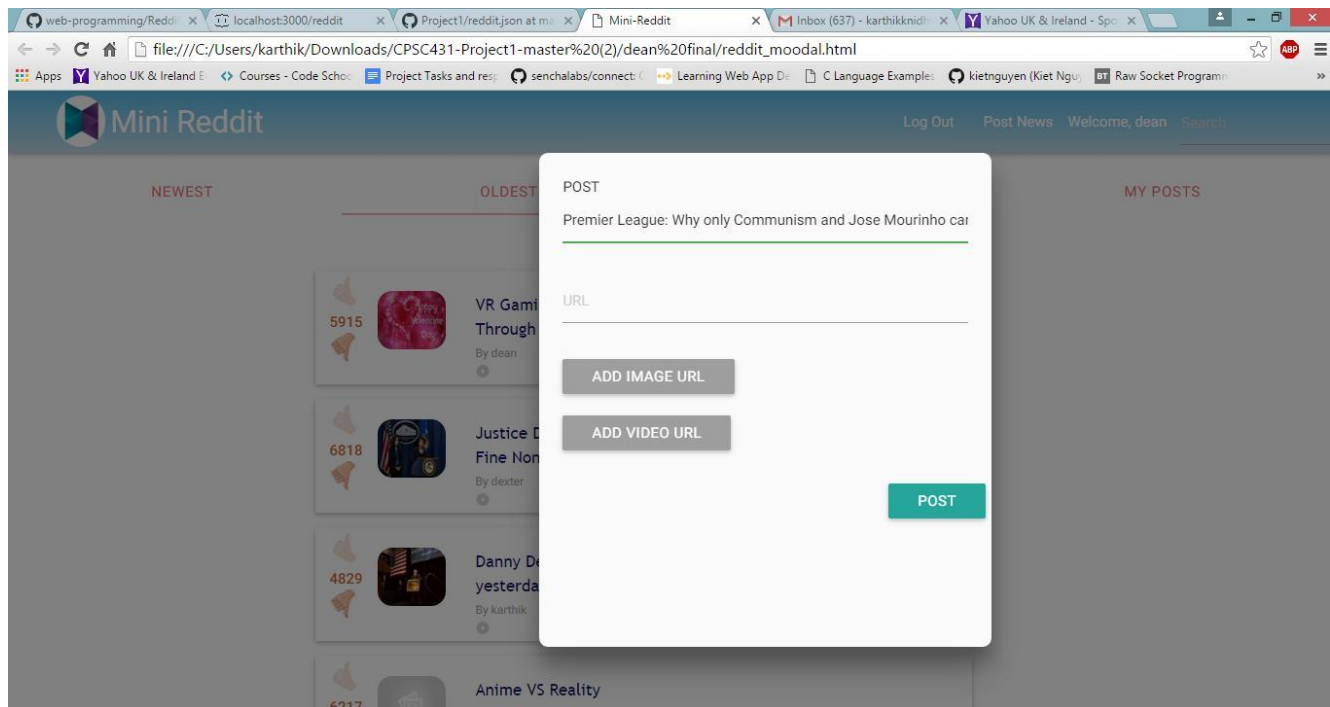 web-programming/Reddi
localhost:3000/reddit
Project1/reddit.json at ma
Mini-Reddit
Inbox (637) - karthikknidh
Yahoo UK & Ireland - Spo
file:///C:/Users/karthik/Downloads/CPSC431-Project1-master%20(2)/dean%20final/reddit_moodal.html
ABP
Apps
Yahoo UK & Ireland E
Courses - Code Schoo
Project Tasks and resp
senchalabs/connect: (
Learning Web App De
C Language Examples
kietnguyen (Kiet Nguy
BT
Raw Socket Programm
»
Mini Reddit
Log Out
Post News
Welcome, dean
Search
NEWEST
OLDEST
MY POSTS
POST
Premier League: Why only Communism and Jose Mourinho car
URL
ADD IMAGE URL
ADD VIDEO URL
POST
5915
VR Gami
Through
By dean
6818
Justice D
Fine Non
By dexter
4829
Danny De
yesterda
By karthik
6217
Anime VS Reality